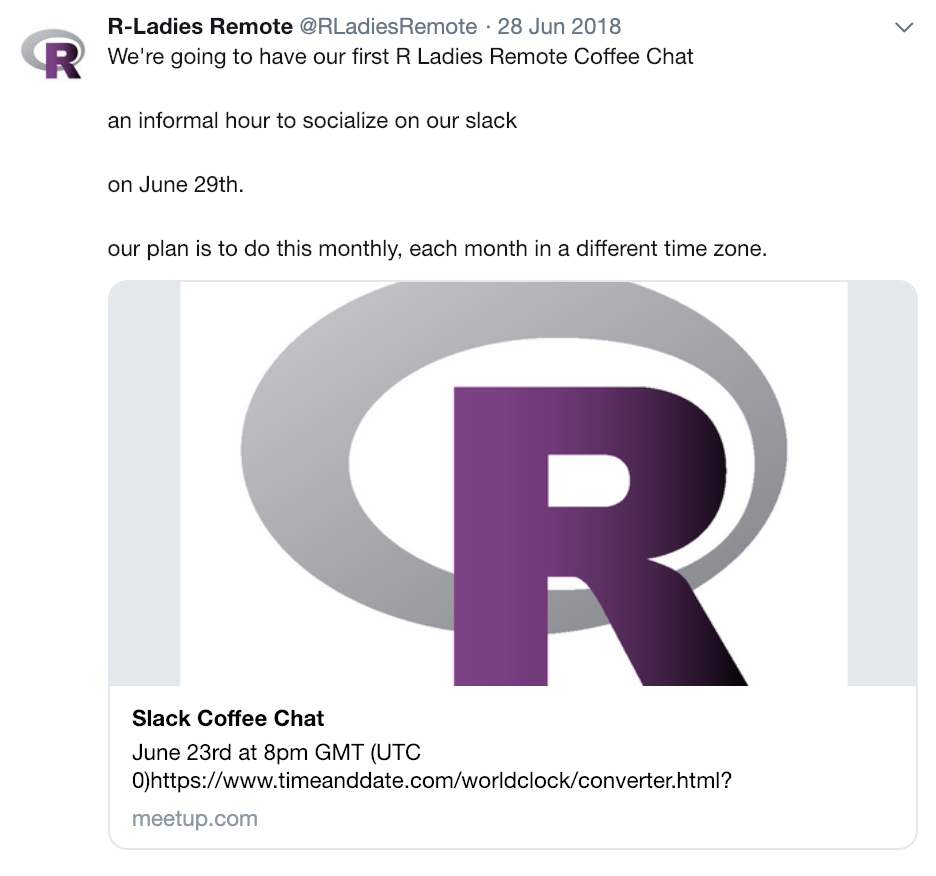 R-Ladies Remote @RLadiesRemote · 28 Jun 2018
We're going to have our first R Ladies Remote Coffee Chat
an informal hour to socialize on our slack
on June 29th.
our plan is to do this monthly, each month in a different time zone.
R
R
Slack Coffee Chat
June 23rd at 8pm GMT (UTC
0)https://www.timeanddate.com/worldclock/converter.html?
meetup.com